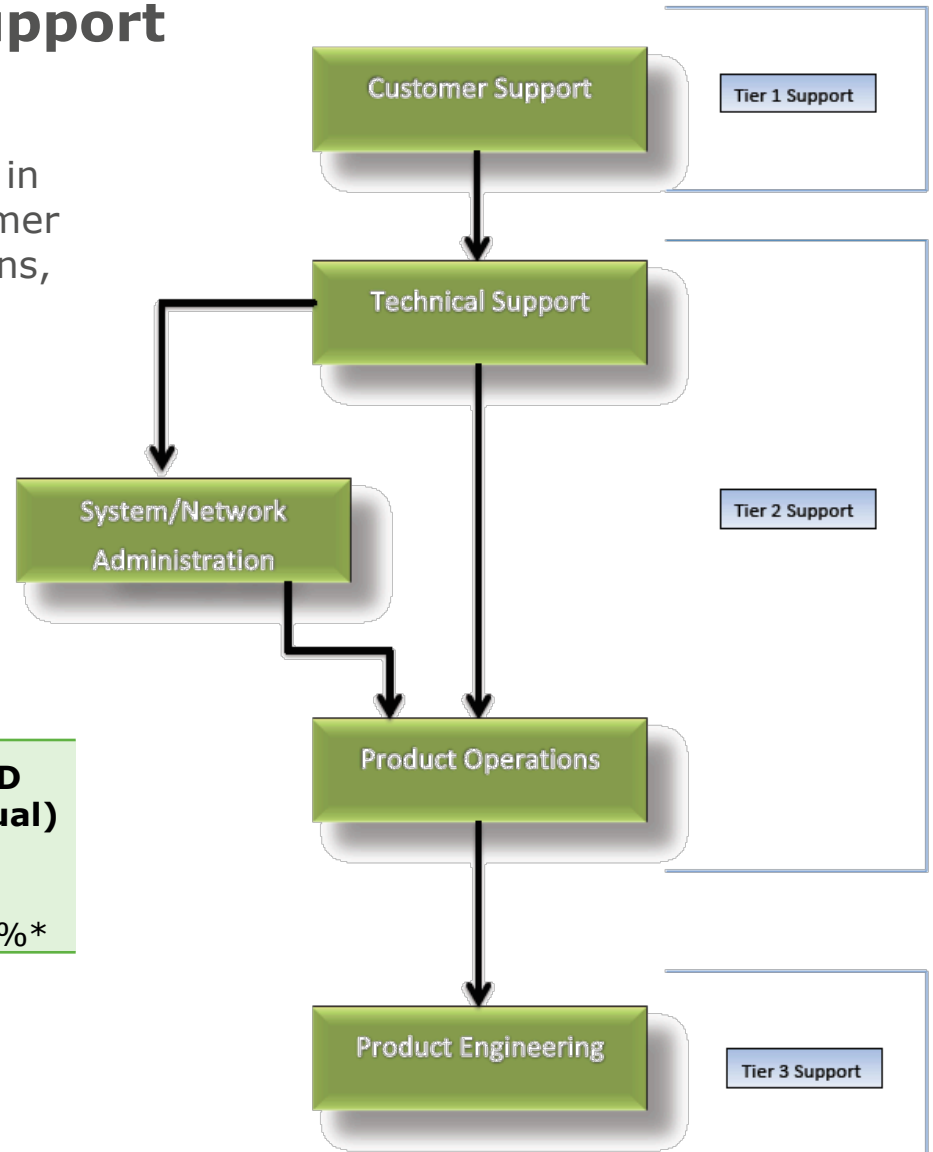 upport
in
mer
ns,
Customer Support
Tier 1 Support
Technical Support
System/Network
Administration
Tier 2 Support
Product Operations
D
ual)
%*
Product Engineering
Tier 3 Support